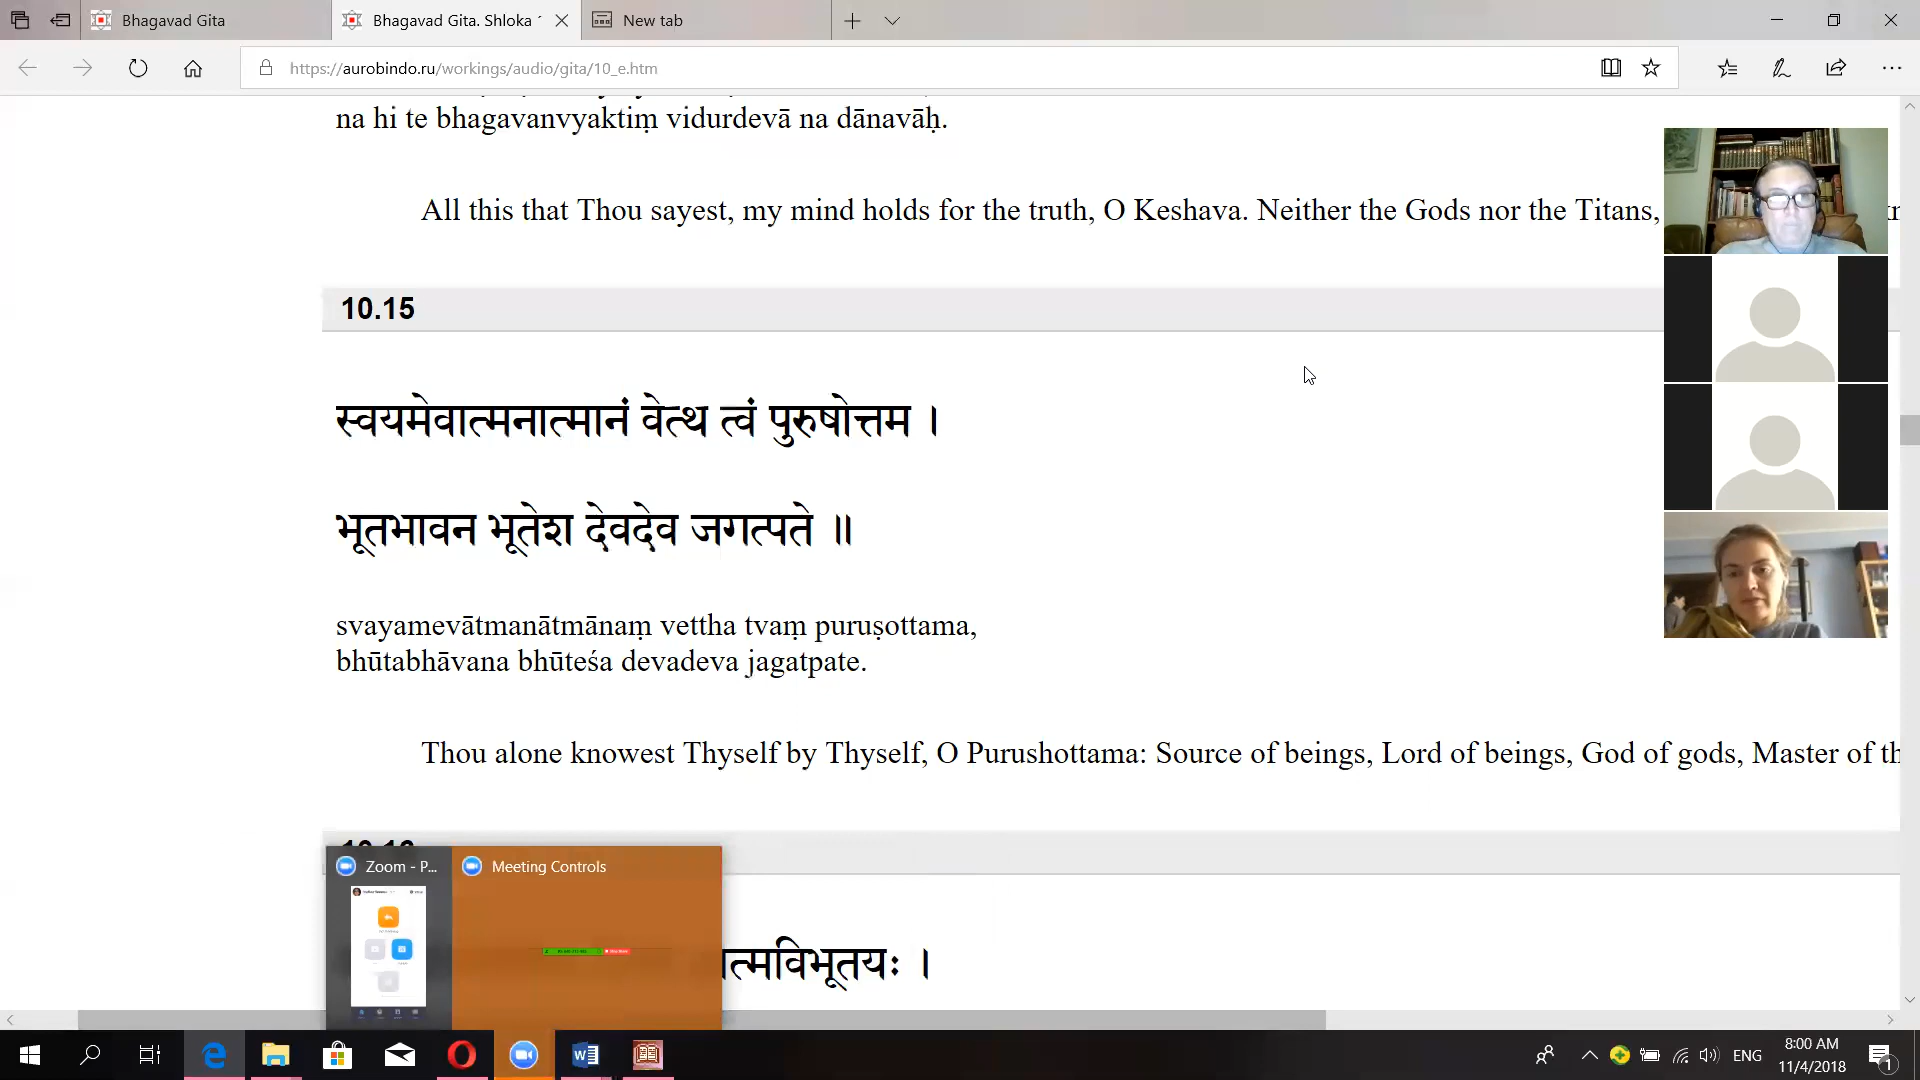 Bhagavad Gita
Bhagavad Gita. Shloka
New tab
https://aurobindo.ru/workings/audio/gita/10_e.htm
na hi te bhagavanvyaktiṃ vidurdevā na dānavāḥ.
All this that Thou sayest, my mind holds for the truth, O Keshava. Neither the Gods nor the Titans,
10.15
स्वयमेवात्मनात्मानं वेत्थ त्वं पुरुषोत्तम ।
भूतभावन भूतेश देवदेव जगत्पते ॥
svayamevātmanātmānaṃ vettha tvaṃ puruṣottama,
bhūtabhāvana bhūteśa devadeva jagatpate.
Thou alone knowest Thyself by Thyself, O Purushottama: Source of beings, Lord of beings, God of gods, Master of th
Zoom - P...
Meeting Controls
त्मविभूतयः ।
ENG
8:00 AM
11/4/2018
1